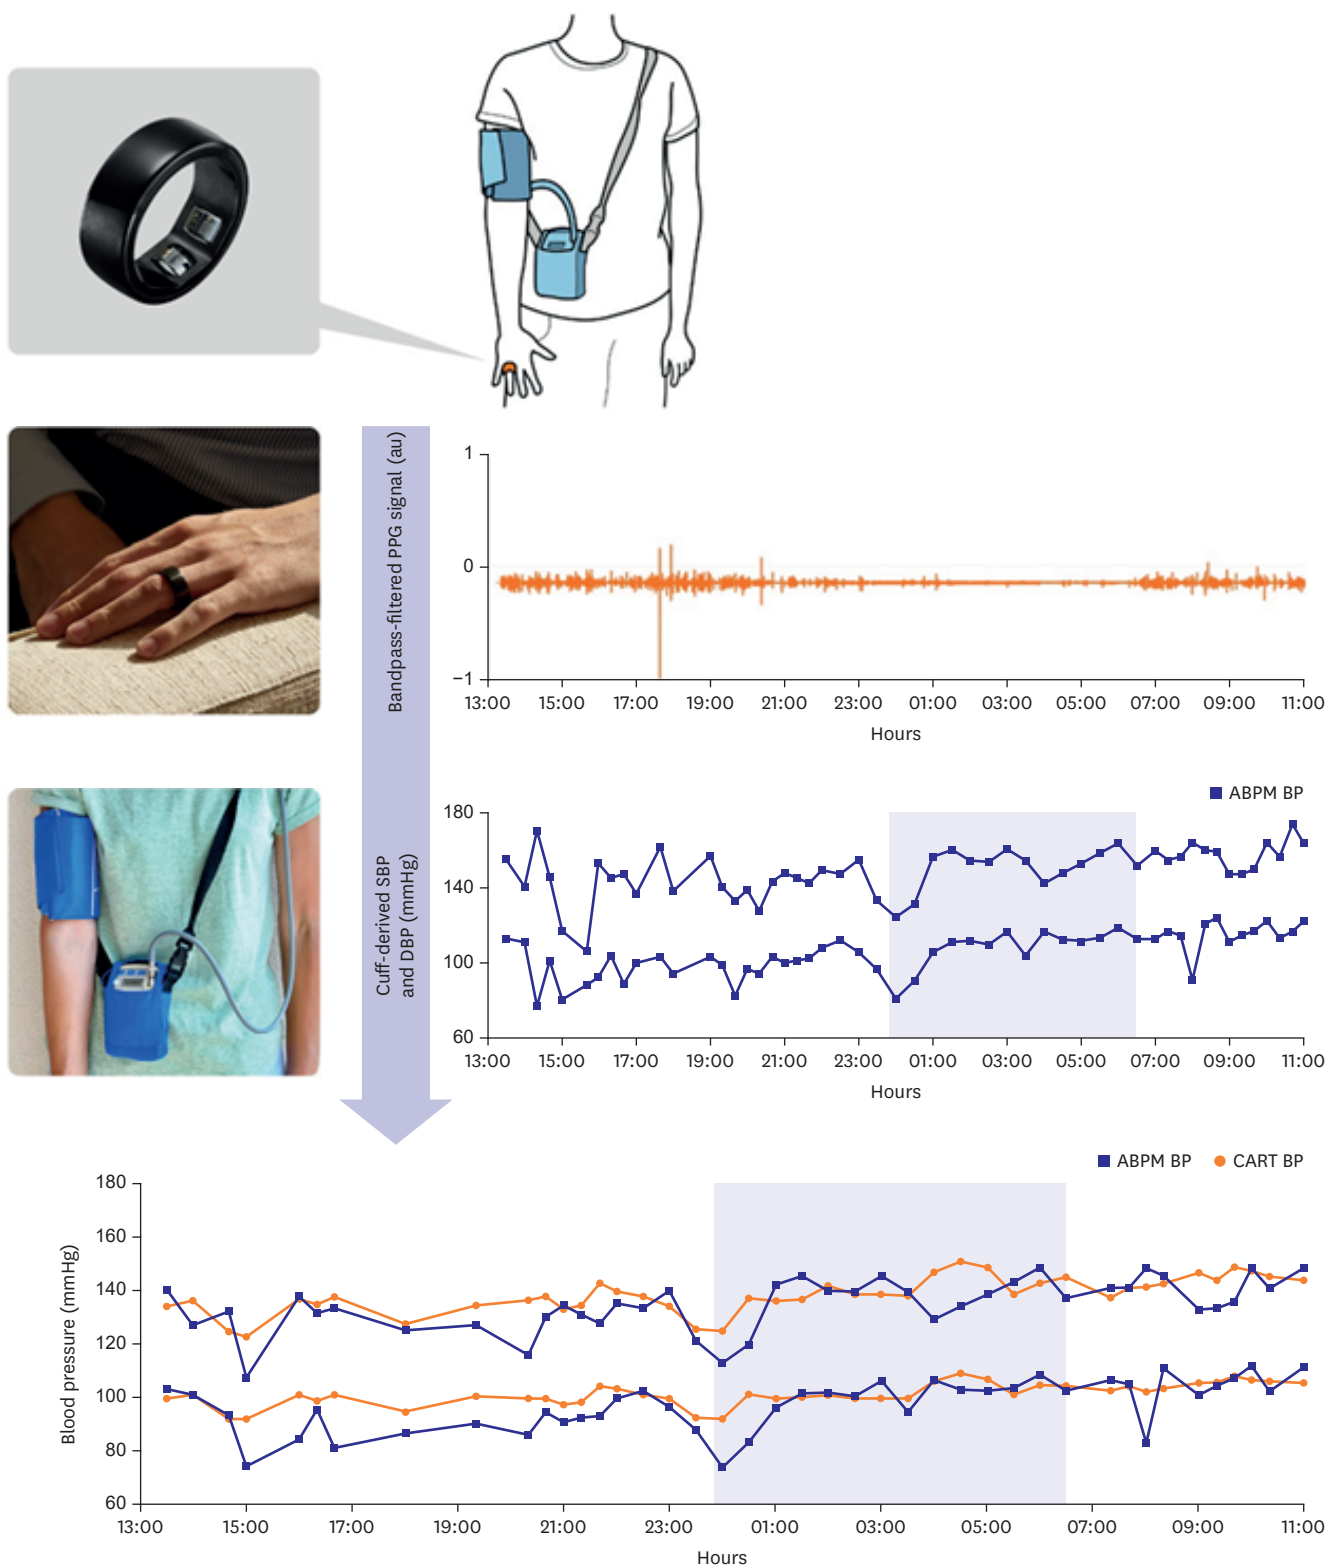 Bandpass-filtered PPG signal (au)
1
0
−1
13:00 15:00 17:00 19:00 21:00 23:00 01:00 03:00 05:00 07:00 09:00 11:00
Hours
ABPM BP
Cuff-derived SBP
and DBP (mmHg)
180
140
100
60
13:00 15:00 17:00 19:00 21:00 23:00 01:00 03:00 05:00 07:00 09:00 11:00
Hours
ABPM BP CART BP
Blood pressure (mmHg)
180
160
140
120
100
80
60
13:00 15:00 17:00 19:00 21:00 23:00 01:00 03:00 05:00 07:00 09:00 11:00
Hours